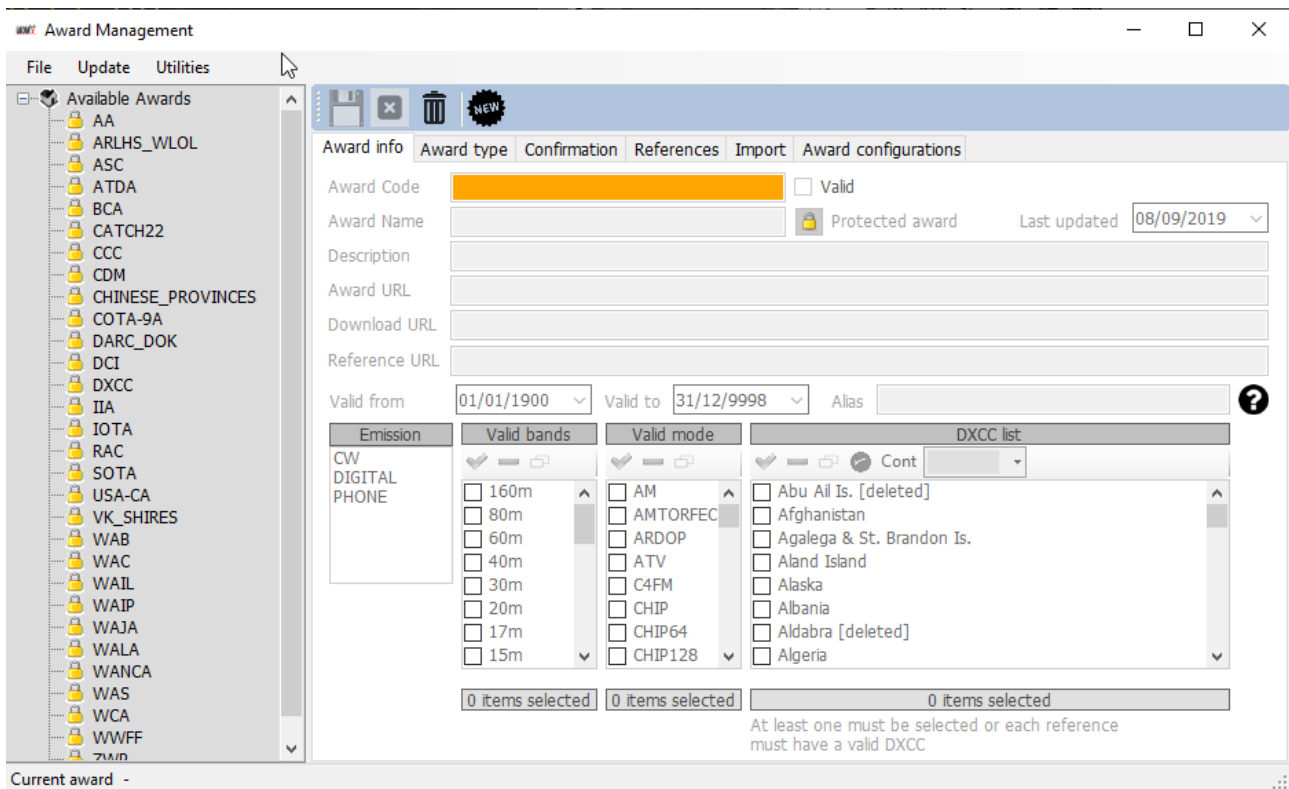 Award Management
File Update Utilities
Available Awards
AA
ARLHS_WLOL
ASC
ATDA
BCA
CATCH22
CCC
CDM
CHINESE_PROVINCES
COTA-9A
DARC_DOK
DCI
DXCC
IIA
IOTA
RAC
SOTA
USA-CA
VK_SHIRES
WAB
WAC
WAIL
WAIP
WAJA
WALA
WANCA
WAS
WCA
WWFF
NEW
Award info Award type Confirmation References Import Award configurations
Award Code Valid
Award Name Protected award Last updated 08/09/2019
Description
Award URL
Download URL
Reference URL
Valid from 01/01/1900 Valid to 31/12/9998 Alias ?
Emission
CW
DIGITAL
PHONE
Valid bands
160m
80m
60m
40m
30m
20m
17m
15m
0 items selected
Valid mode
AM
AMTORFEC
ARDOP
ATV
C4FM
CHIP
CHIP64
CHIP128
0 items selected
DXCC list
Cont
Abu Ail Is. [deleted]
Afghanistan
Agalega & St. Brandon Is.
Aland Island
Alaska
Albania
Aldabra [deleted]
Algeria
0 items selected
At least one must be selected or each reference
must have a valid DXCC
Current award -